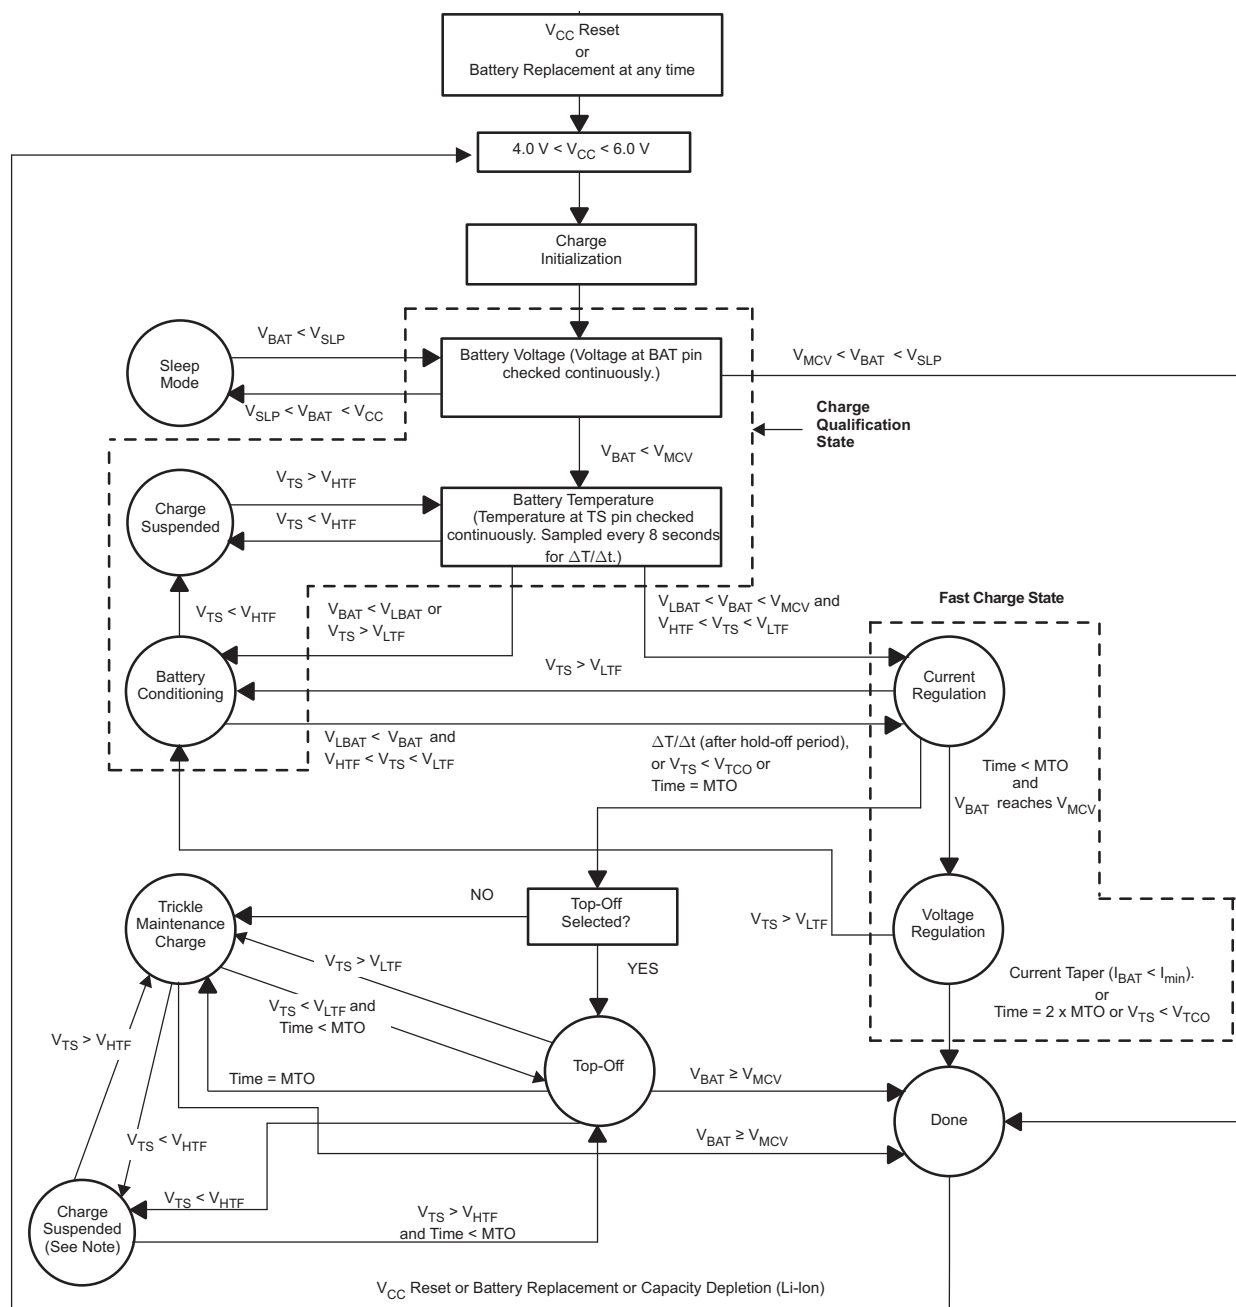 V_CC Reset
or
Battery Replacement at any time
4.0 V < V_CC < 6.0 V
Charge
Initialization
V_BAT < V_SLP
Sleep
Mode
Battery Voltage (Voltage at BAT pin
checked continuously.)
V_MCV < V_BAT < V_SLP
V_SLP < V_BAT < V_CC
Charge
Qualification
State
V_BAT < V_MCV
V_TS > V_HTF
Charge
Suspended
V_TS < V_HTF
Battery Temperature
(Temperature at TS pin checked
continuously. Sampled every 8 seconds
for ΔT/Δt.)
V_TS < V_HTF
V_BAT < V_LBAT or
V_TS > V_LTF
V_LBAT < V_BAT < V_MCV and
V_HTF < V_TS < V_LTF
Fast Charge State
Battery
Conditioning
V_TS > V_LTF
Current
Regulation
V_LBAT < V_BAT and
V_HTF < V_TS < V_LTF
ΔT/Δt (after hold-off period),
or V_TS < V_TCO or
Time = MTO
Time < MTO
and
V_BAT reaches V_MCV
NO
Top-Off
Selected?
Trickle
Maintenance
Charge
V_TS > V_LTF
Voltage
Regulation
YES
V_TS > V_LTF
Current Taper (I_BAT < I_min).
or
Time = 2 x MTO or V_TS < V_TCO
V_TS < V_LTF and
Time < MTO
V_TS > V_HTF
Time = MTO
Top-Off
V_BAT ≥ V_MCV
Done
V_TS < V_HTF
V_BAT ≥ V_MCV
V_TS < V_HTF
Charge
Suspended
(See Note)
V_TS > V_HTF
and Time < MTO
V_CC Reset or Battery Replacement or Capacity Depletion (Li-Ion)